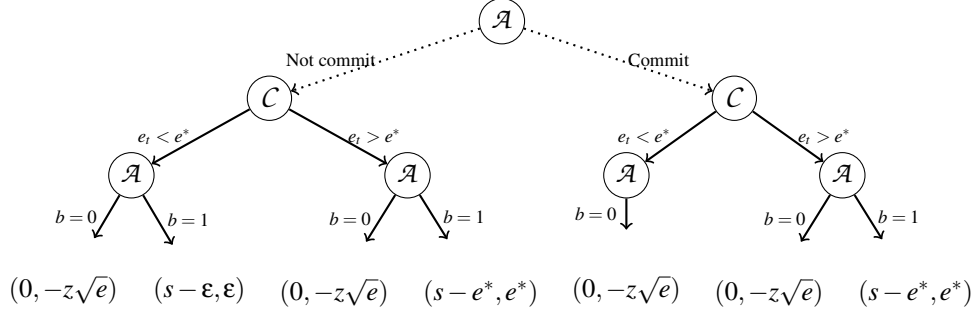 𝒜
Not commit Commit
𝒞 𝒞
e_t < e* e_t > e* e_t < e* e_t > e*
𝒜 𝒜 𝒜 𝒜
b = 0 b = 1 b = 0 b = 1 b = 0 b = 0 b = 1
(0, −z√e) (s − ε, ε) (0, −z√e) (s − e*, e*) (0, −z√e) (0, −z√e) (s − e*, e*)